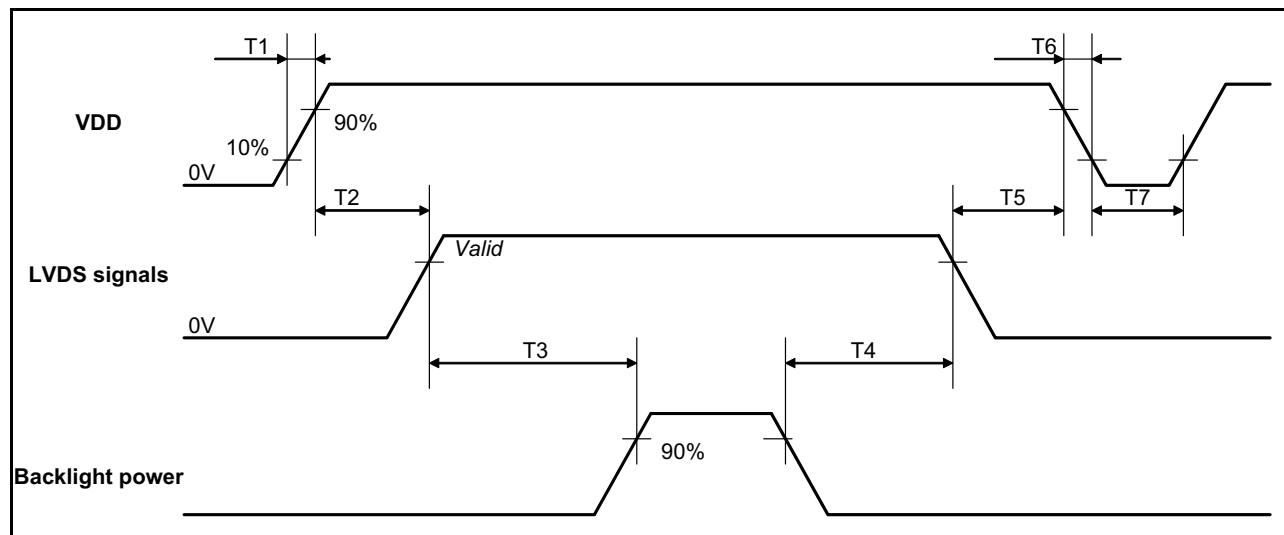 T1
T6
VDD
90%
10%
0V
T2
T5
T7
Valid
LVDS signals
0V
T3
T4
90%
Backlight power